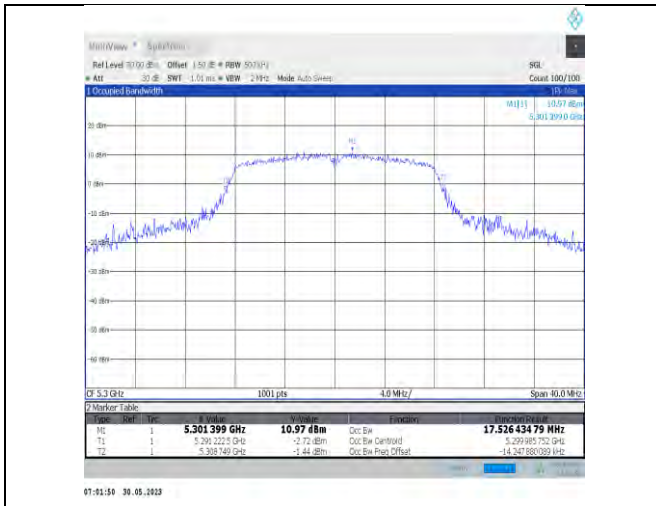 MultiView Spectrum
Ref Level 30.00 dBm Offset 1.50 dB RBW 500 kHz SGL
Att 30 dB SWT 1.01 ms VBW 2 MHz Mode Auto Sweep Count 100/100
1 Occupied Bandwidth
M1[1] 10.97 dBm
5.301 399 0 GHz
20 dBm
M1
10 dBm
0 dBm
-10 dBm
-20 dBm
-30 dBm
-40 dBm
-50 dBm
-60 dBm
CF 5.3 GHz 1001 pts 4.0 MHz/ Span 40.0 MHz
2 Marker Table
Type Ref Trc X-Value Y-Value Function Function Result
M1 1 5.301 399 GHz 10.97 dBm Occ Bw 17.526 434 79 MHz
T1 1 5.291 222 5 GHz -2.72 dBm Occ Bw Centroid 5.299 985 752 GHz
T2 1 5.308 749 GHz -1.44 dBm Occ Bw Freq Offset -14.247 880 089 kHz
07:01:50 30.05.2023